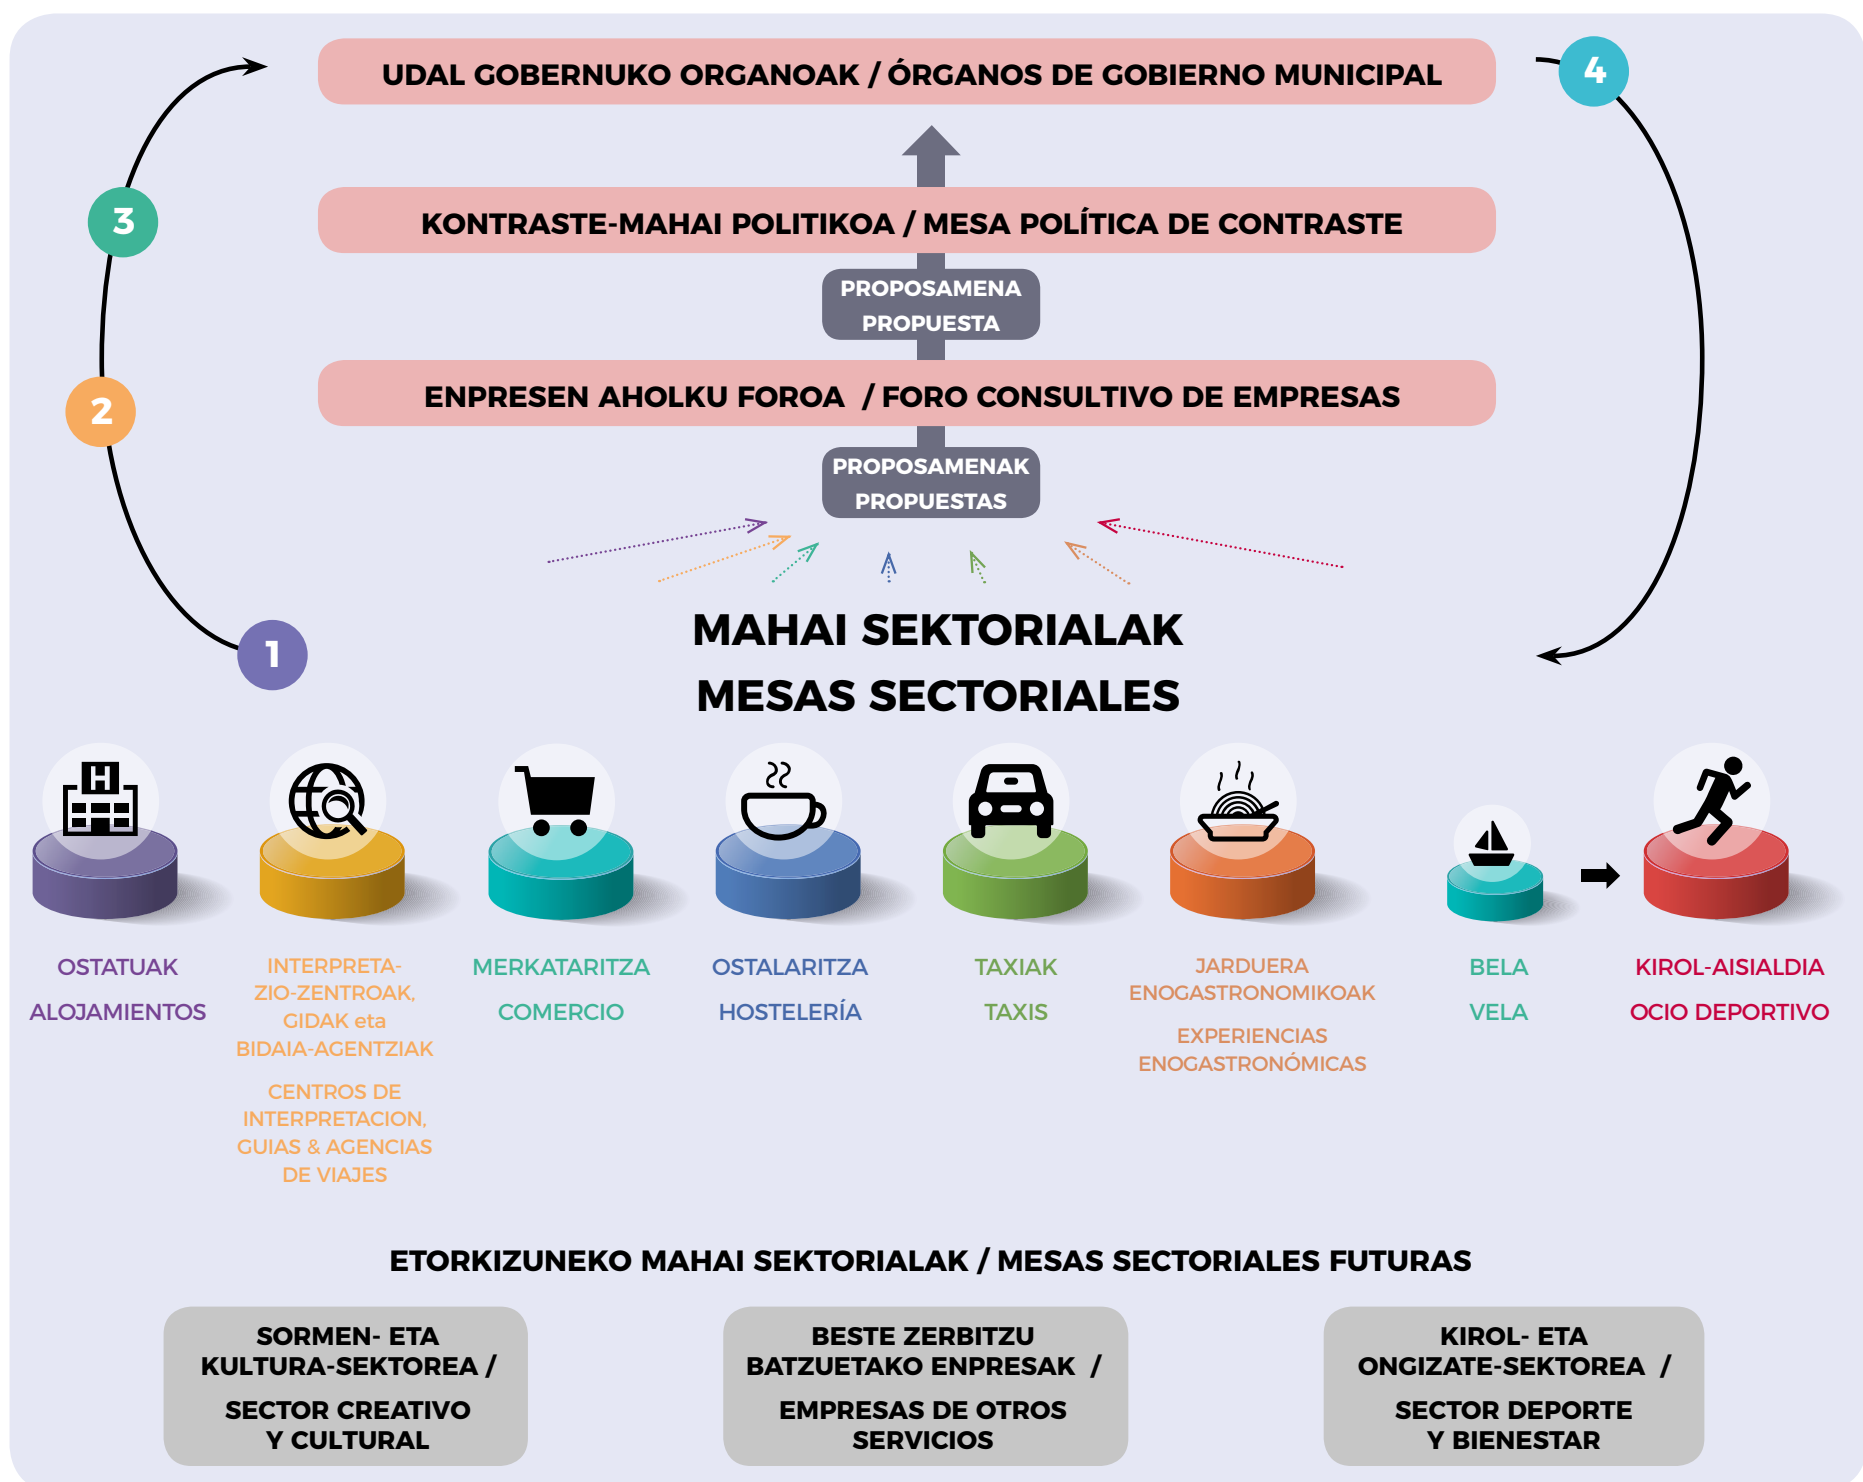 UDAL GOBERNUKO ORGANOAK / ÓRGANOS DE GOBIERNO MUNICIPAL
4
3
KONTRASTE-MAHAI POLITIKOA / MESA POLÍTICA DE CONTRASTE
PROPOSAMENA
PROPUESTA
2
ENPRESEN AHOLKU FOROA / FORO CONSULTIVO DE EMPRESAS
PROPOSAMENAK
PROPUESTAS
1
MAHAI SEKTORIALAK
MESAS SECTORIALES
H
OSTATUAK
ALOJAMIENTOS
INTERPRETA-
ZIO-ZENTROAK,
GIDAK eta
BIDAIA-AGENTZIAK
CENTROS DE
INTERPRETACION,
GUIAS & AGENCIAS
DE VIAJES
MERKATARITZA
COMERCIO
OSTALARITZA
HOSTELERÍA
TAXIAK
TAXIS
JARDUERA
ENOGASTRONOMIKOAK
EXPERIENCIAS
ENOGASTRONÓMICAS
BELA
VELA
KIROL-AISIALDIA
OCIO DEPORTIVO
ETORKIZUNEKO MAHAI SEKTORIALAK / MESAS SECTORIALES FUTURAS
SORMEN- ETA
KULTURA-SEKTOREA /
SECTOR CREATIVO
Y CULTURAL
BESTE ZERBITZU
BATZUETAKO ENPRESAK /
EMPRESAS DE OTROS
SERVICIOS
KIROL- ETA
ONGIZATE-SEKTOREA /
SECTOR DEPORTE
Y BIENESTAR